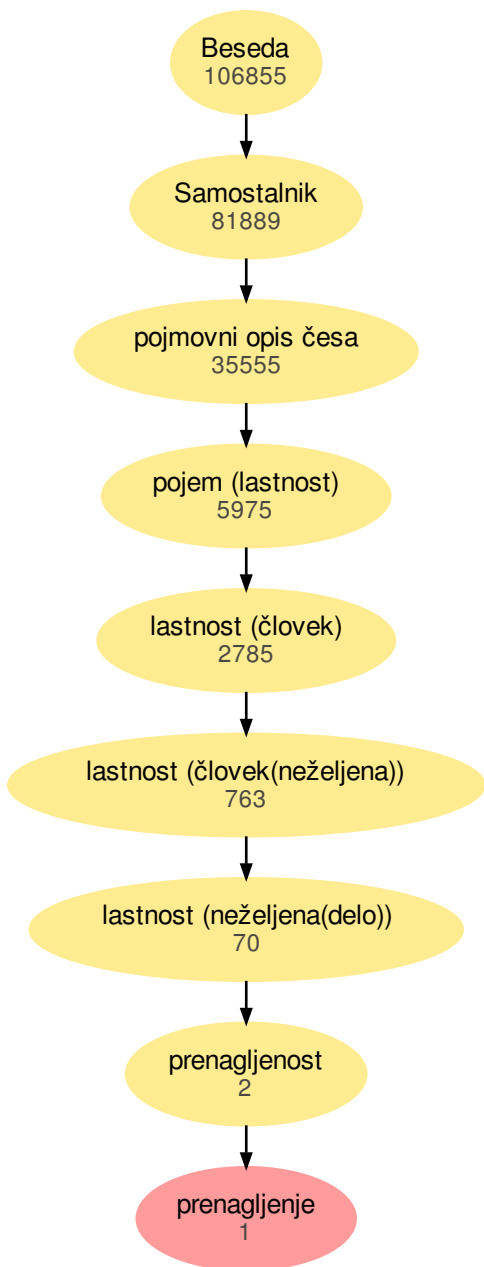 Beseda
106855
Samostalnik
81889
pojmovni opis česa
35555
pojem (lastnost)
5975
lastnost (človek)
2785
lastnost (človek(neželjena))
763
lastnost (neželjena(delo))
70
prenagljenost
2
prenagljenje
1